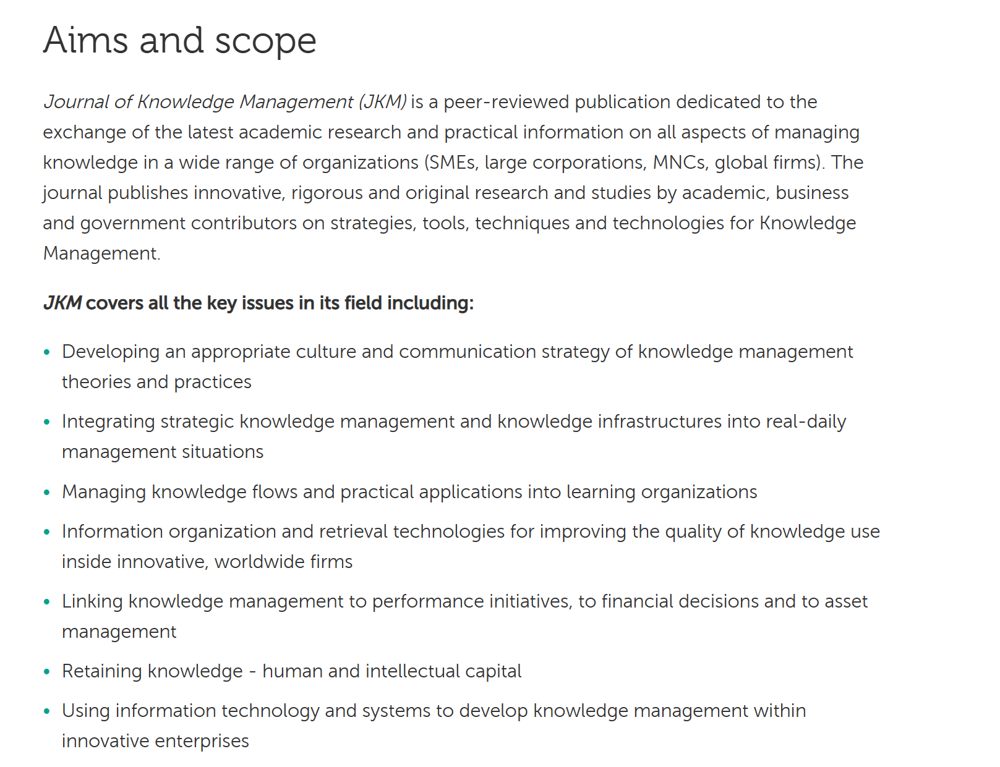 Aims and scope
Journal of Knowledge Management (JKM) is a peer-reviewed publication dedicated to the
exchange of the latest academic research and practical information on all aspects of managing
knowledge in a wide range of organizations (SMEs, large corporations, MNCs, global firms). The
journal publishes innovative, rigorous and original research and studies by academic, business
and government contributors on strategies, tools, techniques and technologies for Knowledge
Management.
JKM covers all the key issues in its field including:
• Developing an appropriate culture and communication strategy of knowledge management
theories and practices
• Integrating strategic knowledge management and knowledge infrastructures into real-daily
management situations
• Managing knowledge flows and practical applications into learning organizations
• Information organization and retrieval technologies for improving the quality of knowledge use
inside innovative, worldwide firms
• Linking knowledge management to performance initiatives, to financial decisions and to asset
management
• Retaining knowledge - human and intellectual capital
• Using information technology and systems to develop knowledge management within
innovative enterprises